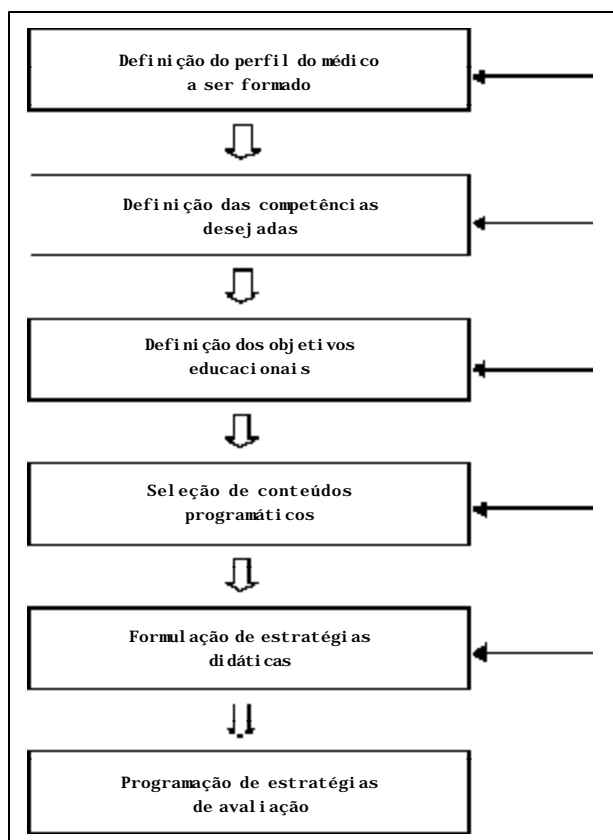 Definição do perfil do médico
a ser formado
Definição das competências
desejadas
Definição dos objetivos
educacionais
Seleção de conteúdos
programáticos
Formulação de estratégias
didáticas
Programação de estratégias
de avaliação